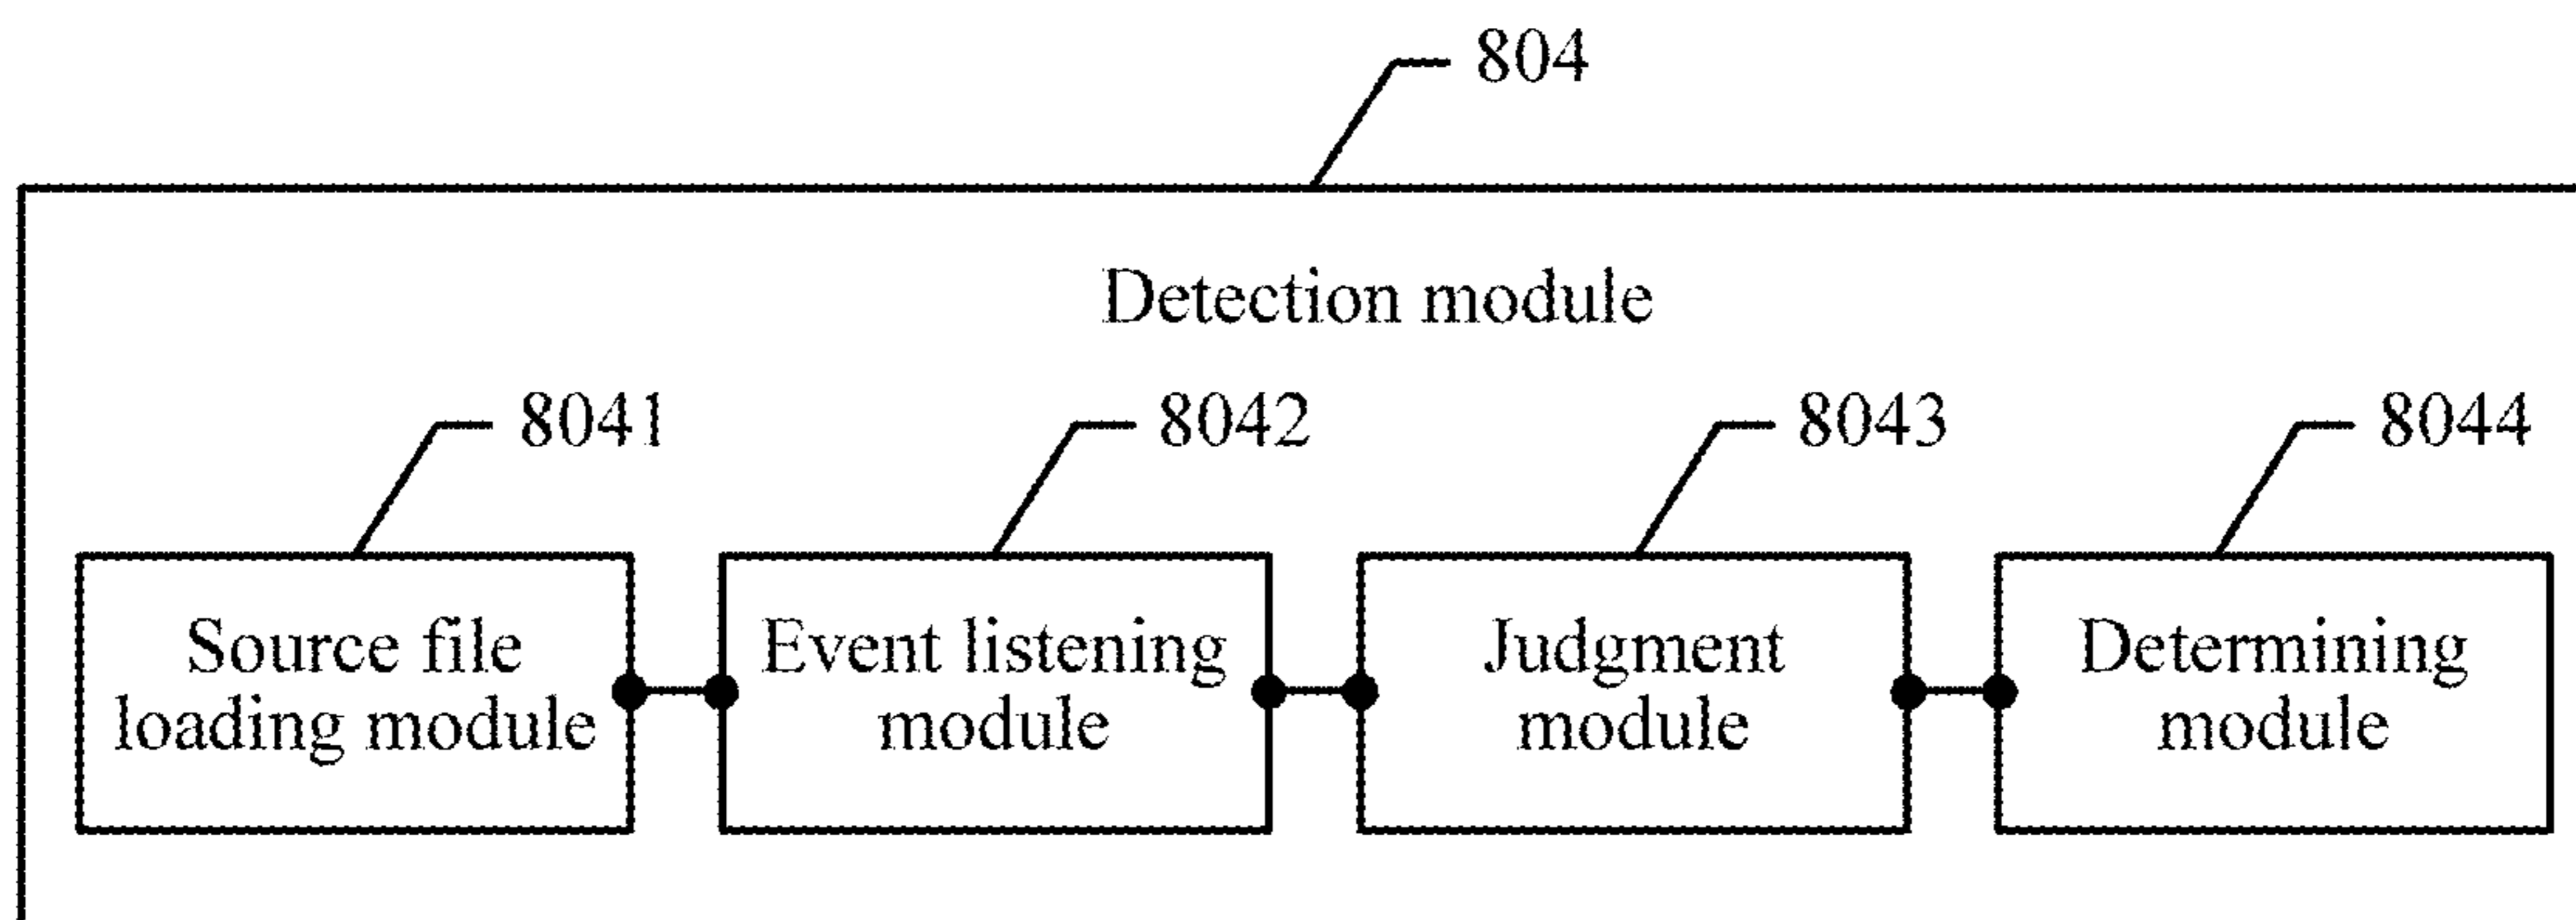 804
Detection module
8041
8042
8043
8044
Source file
loading module
Event listening
module
Judgment
module
Determining
module